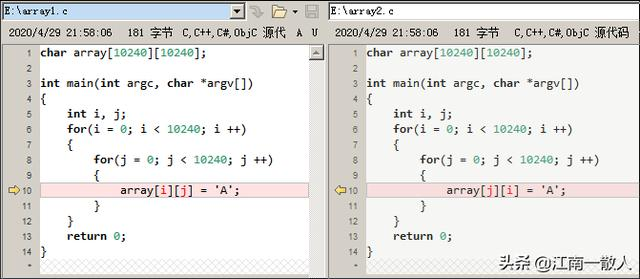 E:\array1.c
2020/4/29 21:58:06 181 字节 C,C++,C#,ObjC 源代 A U
1 char array[10240][10240];
2
3 int main(int argc, char *argv[])
4 {
5 int i, j;
6 for(i = 0; i < 10240; i ++)
7 {
8 for(j = 0; j < 10240; j ++)
9 {
10 array[i][j] = 'A';
11 }
12 }
13 return 0;
14 }
E:\array2.c
2020/4/29 21:58:06 181 字节 C,C++,C#,ObjC 源代码
1 char array[10240][10240];
2
3 int main(int argc, char *argv[])
4 {
5 int i, j;
6 for(i = 0; i < 10240; i ++)
7 {
8 for(j = 0; j < 10240; j ++)
9 {
10 array[j][i] = 'A';
11 }
12 }
13 return 0;
14 }
头条 @江南一散人